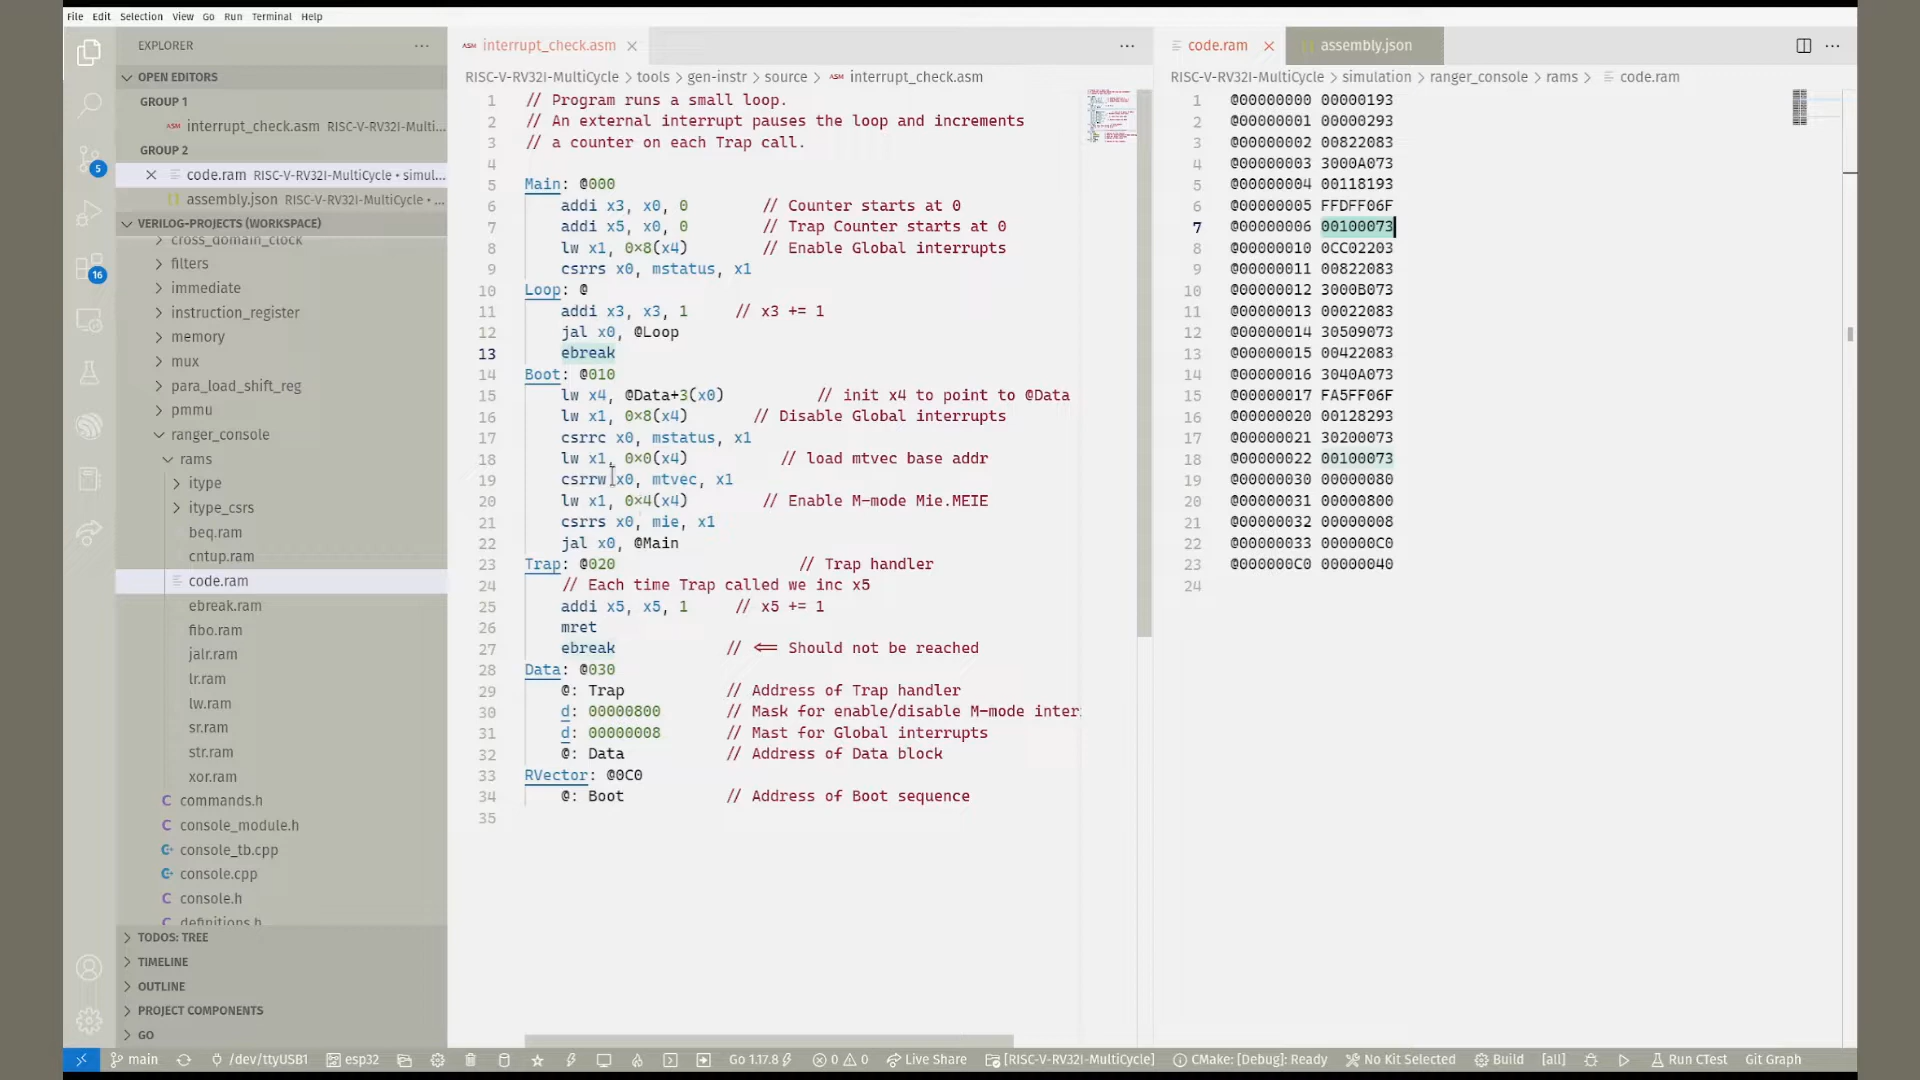 File Edit Selection View Go Run Terminal Help
EXPLORER
OPEN EDITORS
GROUP 1
ASM interrupt_check.asm RISC-V-RV32I-Multi...
GROUP 2
code.ram RISC-V-RV32I-MultiCycle • simul...
assembly.json RISC-V-RV32I-MultiCycle • ...
VERILOG-PROJECTS (WORKSPACE)
cross_domain_clock
filters
immediate
instruction_register
memory
mux
para_load_shift_reg
pmmu
ranger_console
rams
itype
itype_csrs
beq.ram
cntup.ram
code.ram
ebreak.ram
fibo.ram
jalr.ram
lr.ram
lw.ram
sr.ram
str.ram
xor.ram
C commands.h
C console_module.h
console_tb.cpp
console.cpp
C console.h
C definitions.h
TODOS: TREE
TIMELINE
OUTLINE
PROJECT COMPONENTS
GO
5
16
ASM interrupt_check.asm
RISC-V-RV32I-MultiCycle > tools > gen-instr > source > ASM interrupt_check.asm
1 // Program runs a small loop.
2 // An external interrupt pauses the loop and increments
3 // a counter on each Trap call.
4
5 Main: @000
6 addi x3, x0, 0 // Counter starts at 0
7 addi x5, x0, 0 // Trap Counter starts at 0
8 lw x1, 0×8(x4) // Enable Global interrupts
9 csrrs x0, mstatus, x1
10 Loop: @
11 addi x3, x3, 1 // x3 += 1
12 jal x0, @Loop
13 ebreak
14 Boot: @010
15 lw x4, @Data+3(x0) // init x4 to point to @Data
16 lw x1, 0×8(x4) // Disable Global interrupts
17 csrrc x0, mstatus, x1
18 lw x1, 0×0(x4) // load mtvec base addr
19 csrrw x0, mtvec, x1
20 lw x1, 0×4(x4) // Enable M-mode Mie.MEIE
21 csrrs x0, mie, x1
22 jal x0, @Main
23 Trap: @020 // Trap handler
24 // Each time Trap called we inc x5
25 addi x5, x5, 1 // x5 += 1
26 mret
27 ebreak // <== Should not be reached
28 Data: @030
29 @: Trap // Address of Trap handler
30 d: 00000800 // Mask for enable/disable M-mode inter
31 d: 00000008 // Mast for Global interrupts
32 @: Data // Address of Data block
33 RVector: @0C0
34 @: Boot // Address of Boot sequence
35
code.ram
assembly.json
RISC-V-RV32I-MultiCycle > simulation > ranger_console > rams > code.ram
1 @00000000 00000193
2 @00000001 00000293
3 @00000002 00822083
4 @00000003 3000A073
5 @00000004 00118193
6 @00000005 FFDFF06F
7 @00000006 00100073
8 @00000010 0CC02203
9 @00000011 00822083
10 @00000012 3000B073
11 @00000013 00022083
12 @00000014 30509073
13 @00000015 00422083
14 @00000016 3040A073
15 @00000017 FA5FF06F
16 @00000020 00128293
17 @00000021 30200073
18 @00000022 00100073
19 @00000030 00000080
20 @00000031 00000800
21 @00000032 00000008
22 @00000033 000000C0
23 @000000C0 00000040
24
main /dev/ttyUSB1 esp32 Go 1.17.8 0 0 Live Share [RISC-V-RV32I-MultiCycle] CMake: [Debug]: Ready No Kit Selected Build [all] Run CTest Git Graph